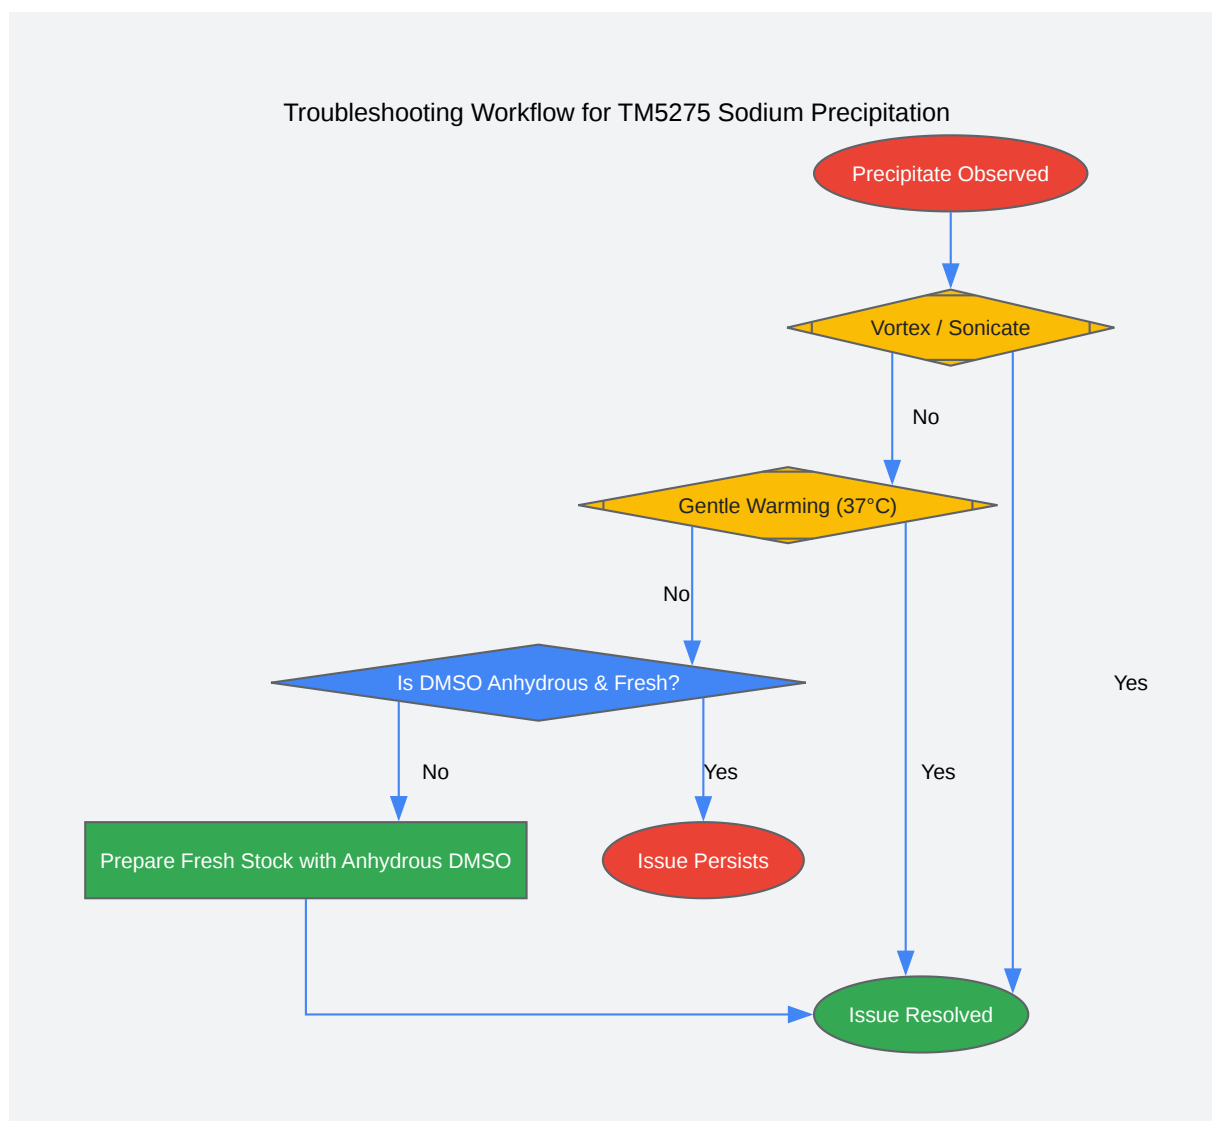 Troubleshooting Workflow for TM5275 Sodium Precipitation
Precipitate Observed
Vortex / Sonicate
No
Gentle Warming (37°C)
No
Is DMSO Anhydrous & Fresh?
Yes
No
Yes
Yes
Prepare Fresh Stock with Anhydrous DMSO
Issue Persists
Issue Resolved